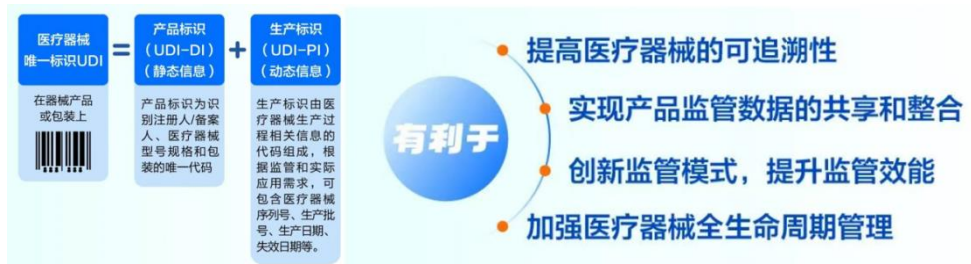 医疗器械
唯一标识UDI
在器械产品
或包装上
=
产品标识
（UDI-DI）
（静态信息）
产品标识为识
别注册人/备案
人、医疗器械
型号规格和包
装的唯一代码
+
生产标识
（UDI-PI）
（动态信息）
生产标识由医
疗器械生产过
程相关信息的
代码组成，根
据监管和实际
应用需求，可
包含医疗器械
序列号、生产批
号、生产日期、
失效日期等。
有利于
提高医疗器械的可追溯性
实现产品监管数据的共享和整合
创新监管模式，提升监管效能
加强医疗器械全生命周期管理